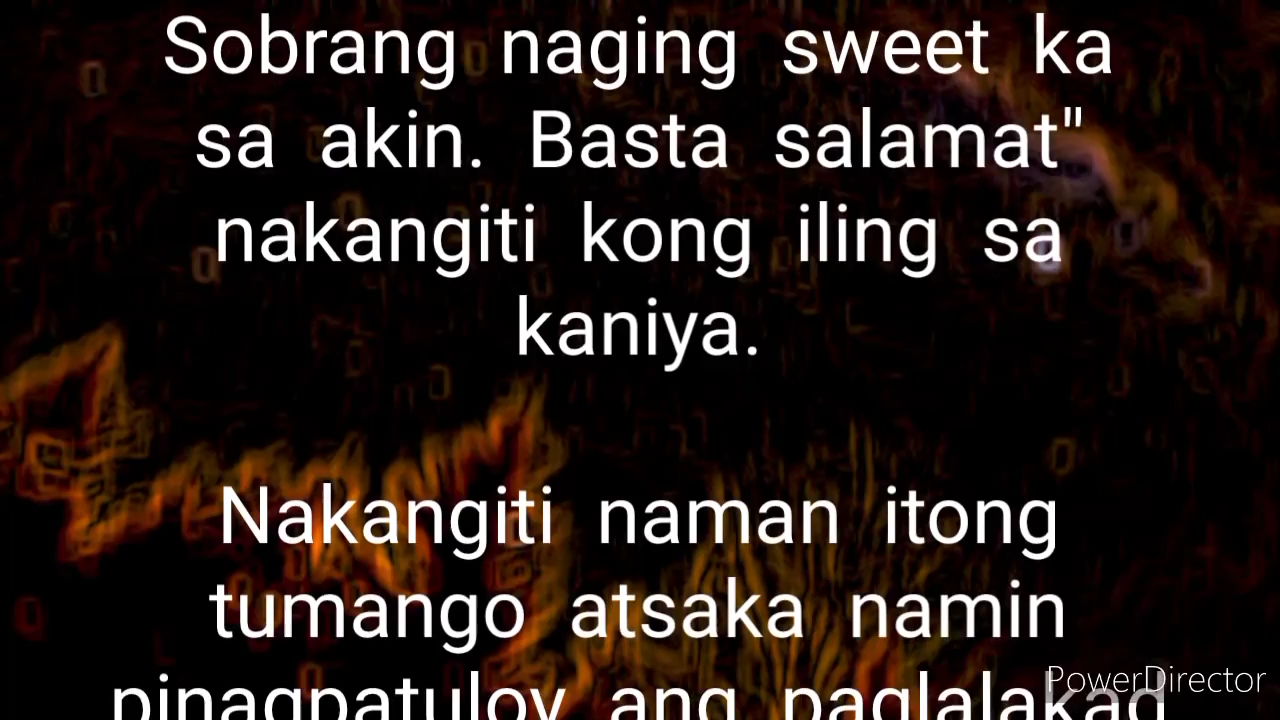 Sobrang naging sweet ka
sa akin. Basta salamat"
nakangiti kong iling sa
kaniya.
Nakangiti naman itong
tumango atsaka namin
pinagpatuloy ang paglalakad
PowerDirector